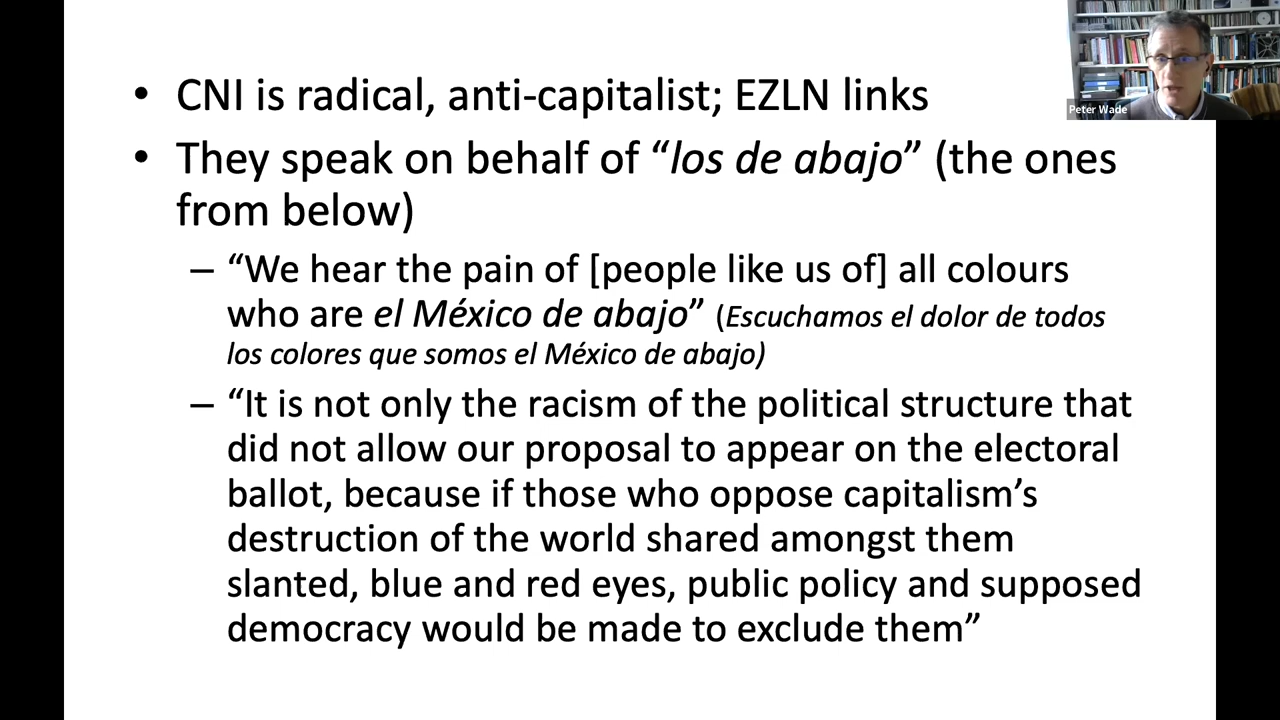 • CNI is radical, anti-capitalist; EZLN links
• They speak on behalf of “los de abajo” (the ones
from below)
– “We hear the pain of [people like us of] all colours
who are el México de abajo” (Escuchamos el dolor de todos
los colores que somos el México de abajo)
– “It is not only the racism of the political structure that
did not allow our proposal to appear on the electoral
ballot, because if those who oppose capitalism’s
destruction of the world shared amongst them
slanted, blue and red eyes, public policy and supposed
democracy would be made to exclude them”
Peter Wade